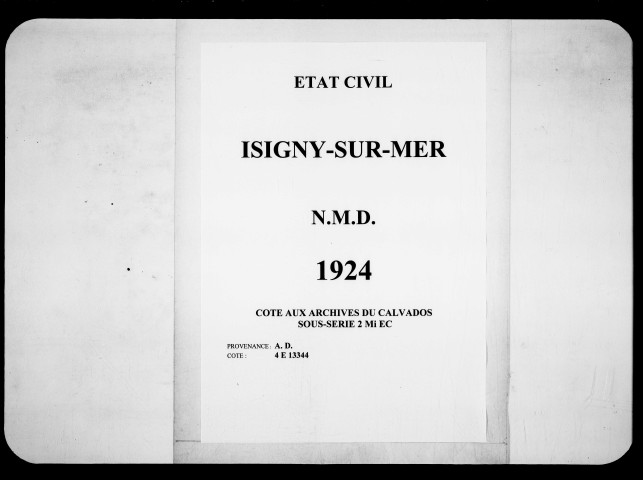 ETAT CIVIL
ISIGNY-SUR-MER
N.M.D.
1924
COTE AUX ARCHIVES DU CALVADOS
SOUS-SERIE 2 Mi EC
PROVENANCE : A. D.
COTE : 4 E 13344